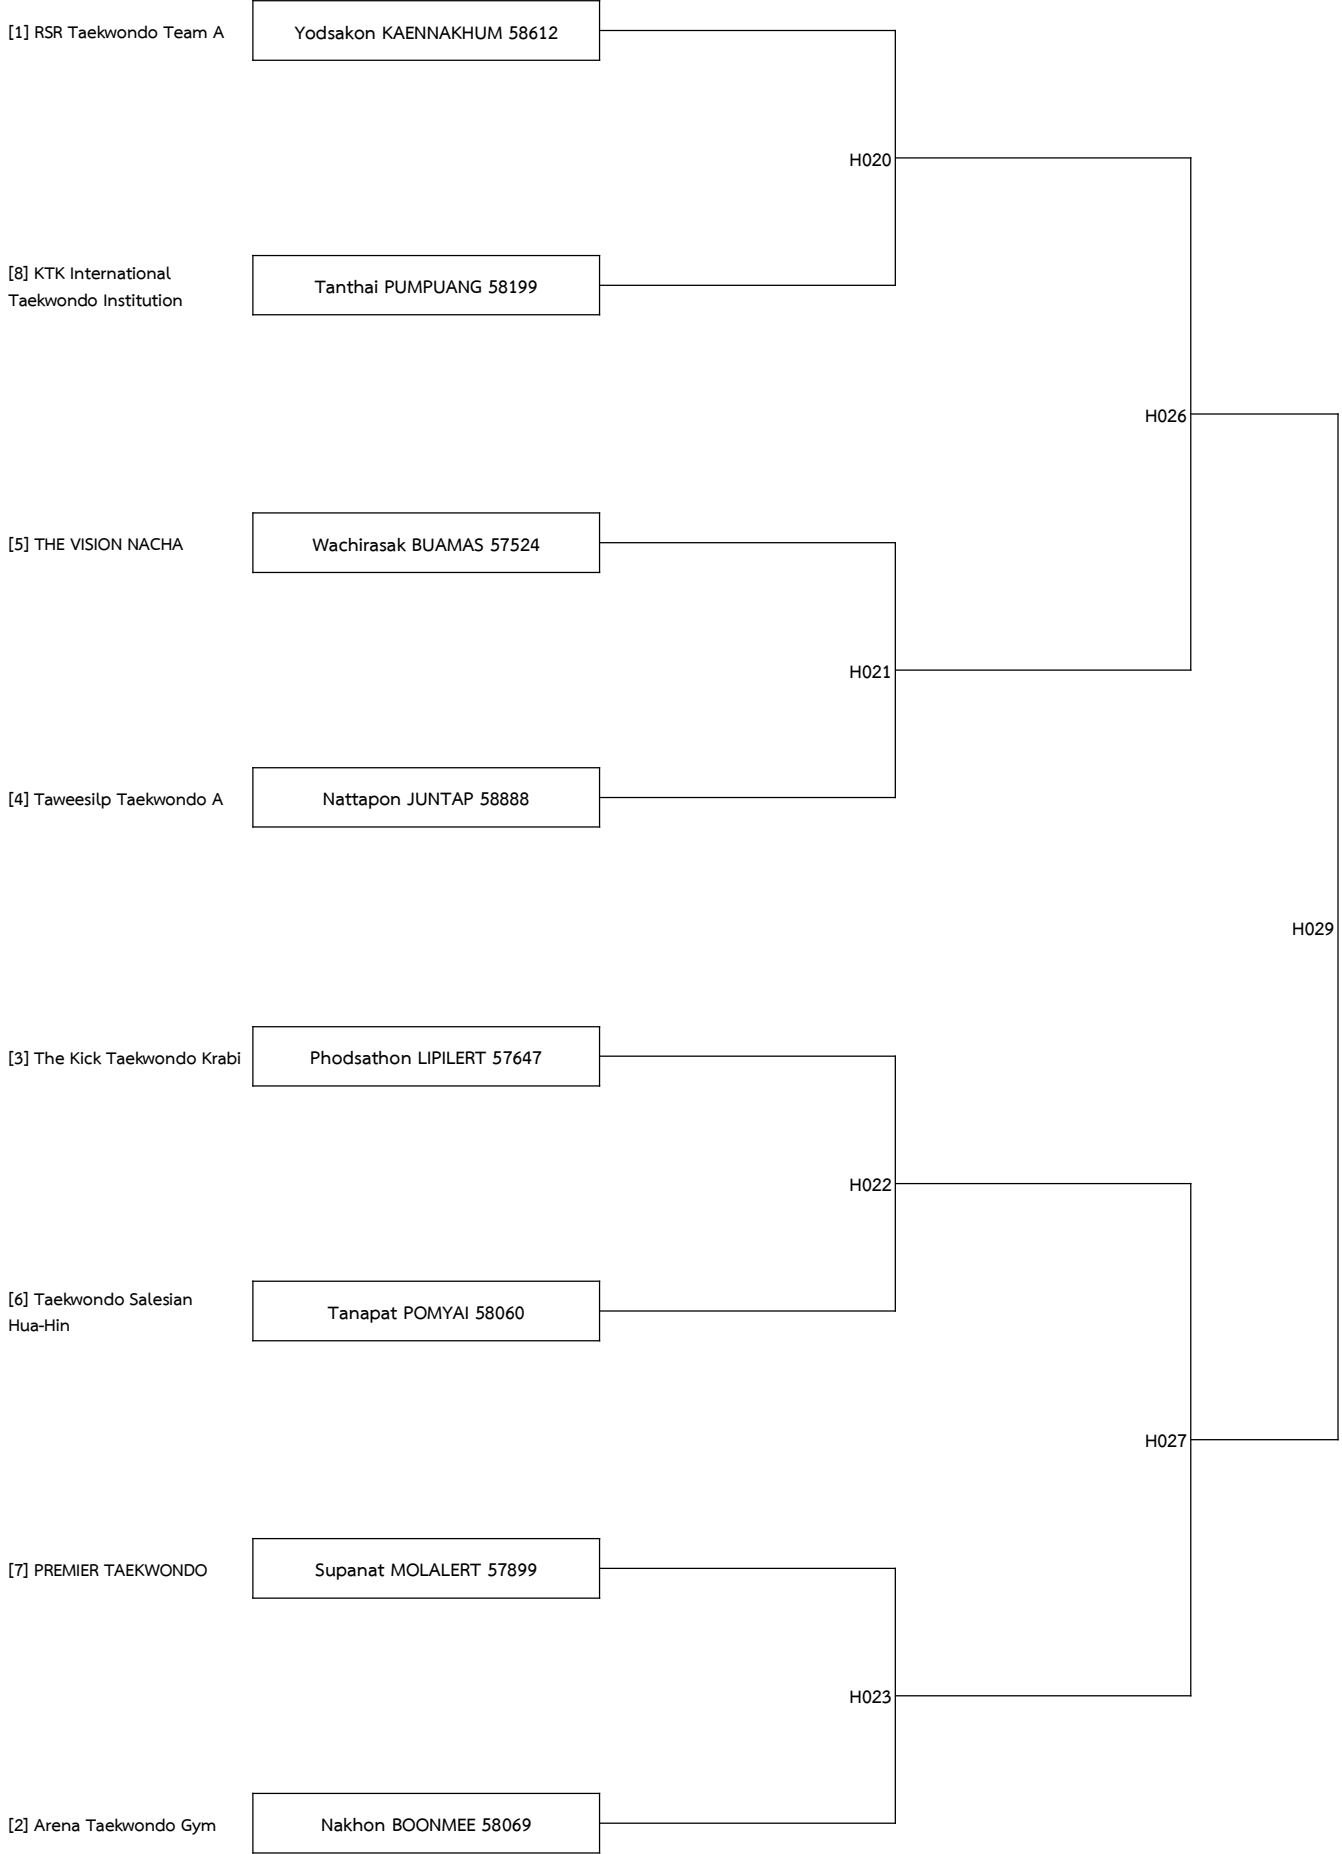 [1] RSR Taekwondo Team A
Yodsakon KAENNAKHUM 58612
H020
[8] KTK International
Taekwondo Institution
Tanthai PUMPUANG 58199
H026
[5] THE VISION NACHA
Wachirasak BUAMAS 57524
H021
[4] Taweesilp Taekwondo A
Nattapon JUNTAP 58888
H029
[3] The Kick Taekwondo Krabi
Phodsathon LIPILERT 57647
H022
[6] Taekwondo Salesian
Hua-Hin
Tanapat POMYAI 58060
H027
[7] PREMIER TAEKWONDO
Supanat MOLALERT 57899
H023
[2] Arena Taekwondo Gym
Nakhon BOONMEE 58069